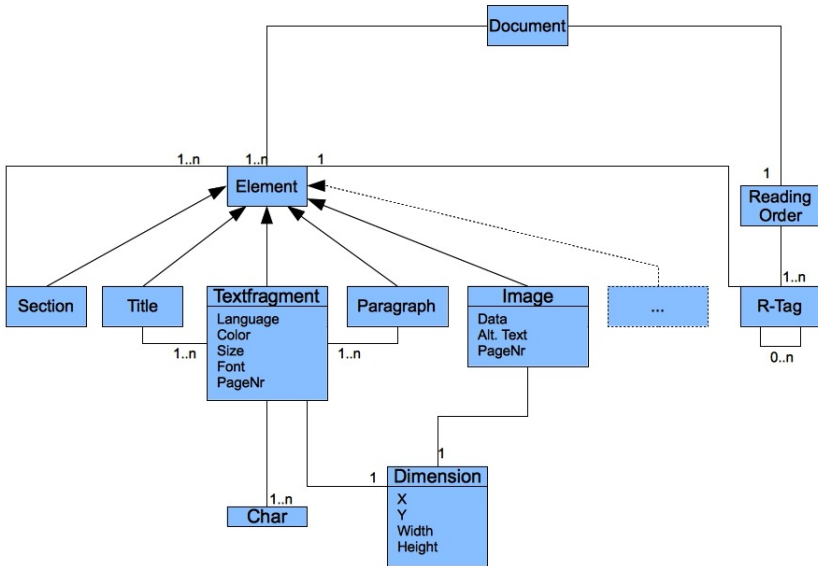 Document
1..n
1..n
1
1
Element
Reading
Order
1..n
Section
Title
Textfragment
Language
Color
Size
Font
PageNr
Paragraph
Image
Data
Alt. Text
PageNr
...
R-Tag
1..n
1..n
0..n
1
1
1..n
Char
Dimension
X
Y
Width
Height